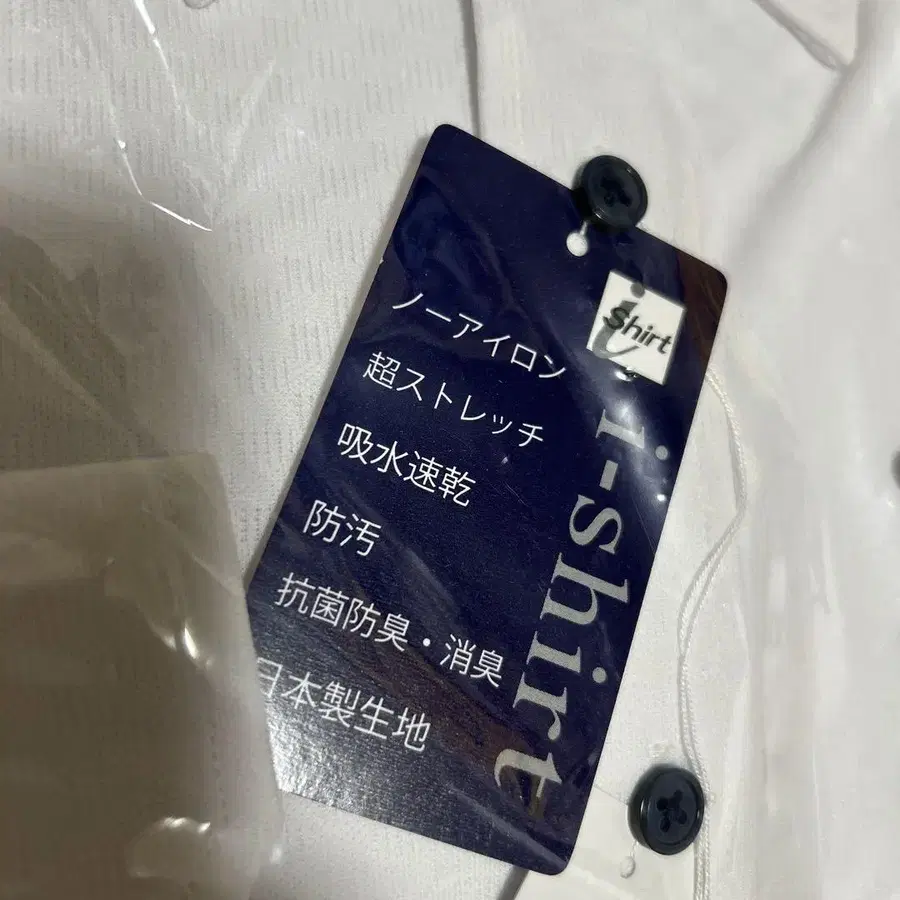 i
Shirt
i-shirt
ノーアイロン
超ストレッチ
吸水速乾
防汚
抗菌防臭・消臭
日本製生地